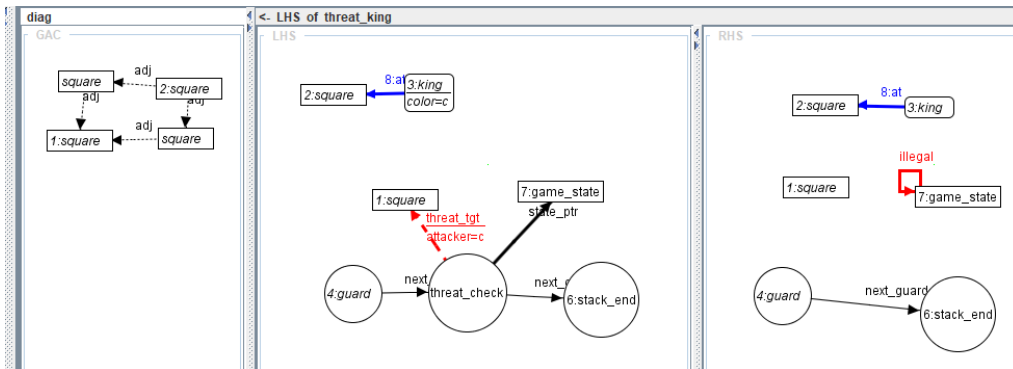 diag
<- LHS of threat_king
GAC
LHS
RHS
adj
square
2:square
adj
adj
adj
1:square
square
8:at
3:king
color=c
2:square
1:square
7:game_state
threat_tgt
state_ptr
attacker=c
next_
4:guard
threat_check
next_
6:stack_end
8:at
2:square
3:king
illegal
1:square
7:game_state
4:guard
next_guard
6:stack_end